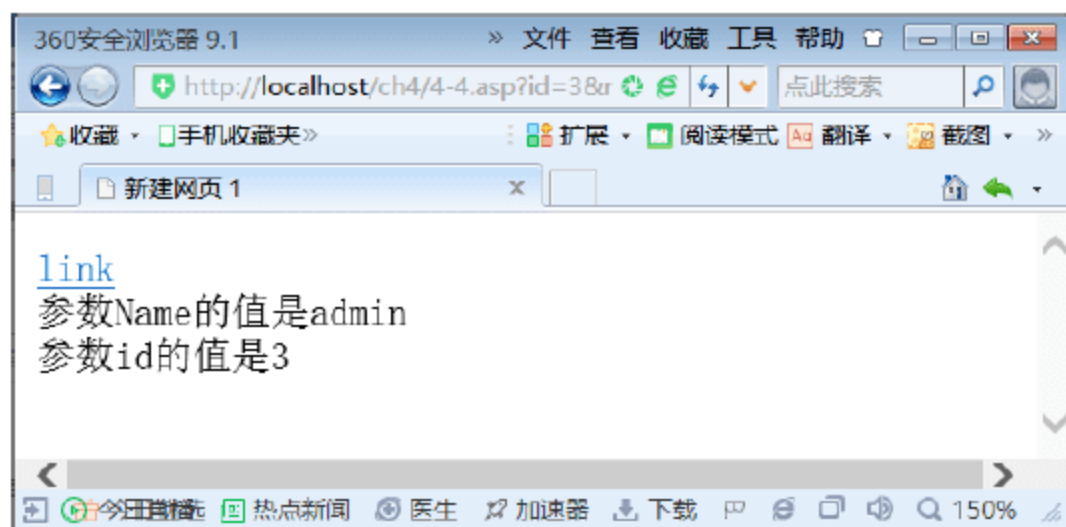 360安全浏览器 9.1 » 文件 查看 收藏 工具 帮助
http://localhost/ch4/4-4.asp?id=3&r 点此搜索
收藏 手机收藏夹» 扩展 阅读模式 翻译 截图 »
新建网页 1
link
参数Name的值是admin
参数id的值是3
热点新闻 医生 加速器 下载 150%